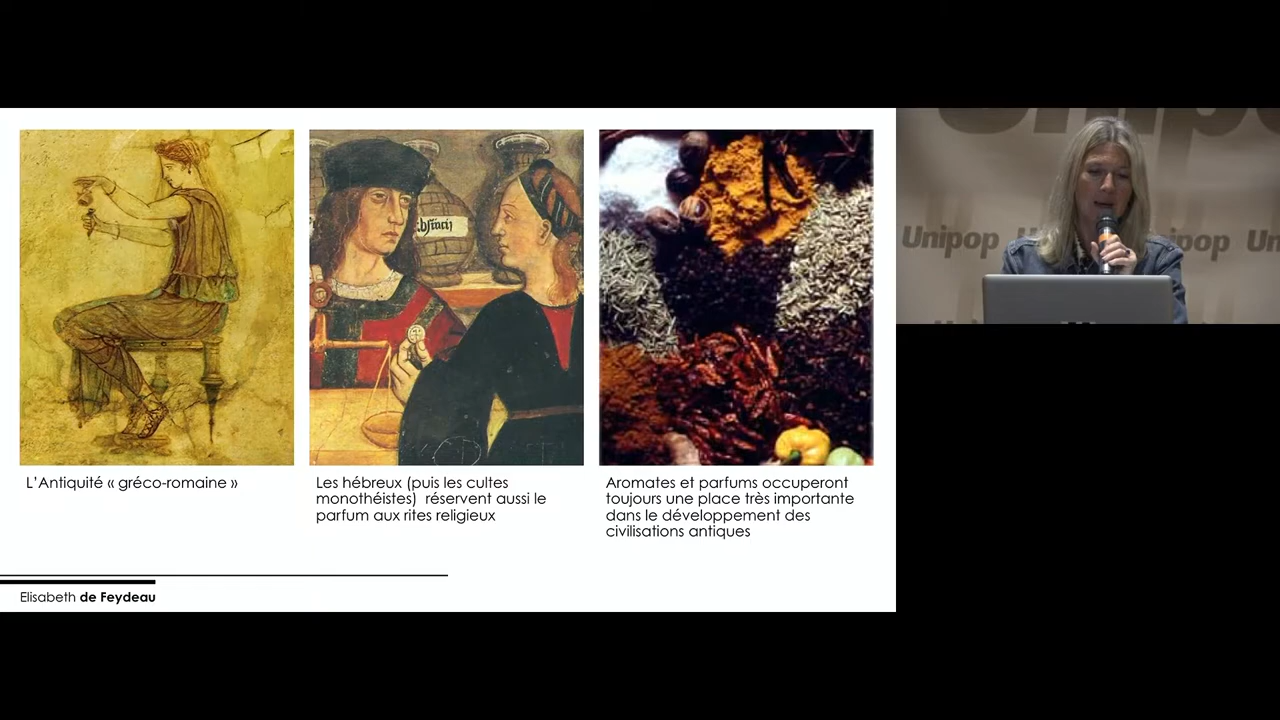 L'Antiquité « gréco-romaine »
Les hébreux (puis les cultes
monothéistes) réservent aussi le
parfum aux rites religieux
Aromates et parfums occuperont
toujours une place très importante
dans le développement des
civilisations antiques
Elisabeth de Feydeau
Unipop
Unipop